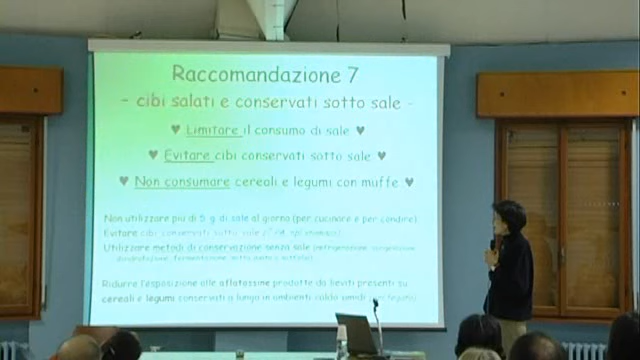 Raccomandazione 7
- cibi salati e conservati sotto sale -
♥ Limitare il consumo di sale ♥
♥ Evitare cibi conservati sotto sale ♥
♥ Non consumare cereali e legumi con muffe ♥
Non utilizzare più di 5 g di sale al giorno (per cucinare e per condire)
Evitare cibi conservati sotto sale
Utilizzare metodi di conservazione senza sale
Ridurre l'esposizione alle aflatossine prodotte da lieviti presenti su
cereali e legumi conservati a lungo in ambienti caldo umidi